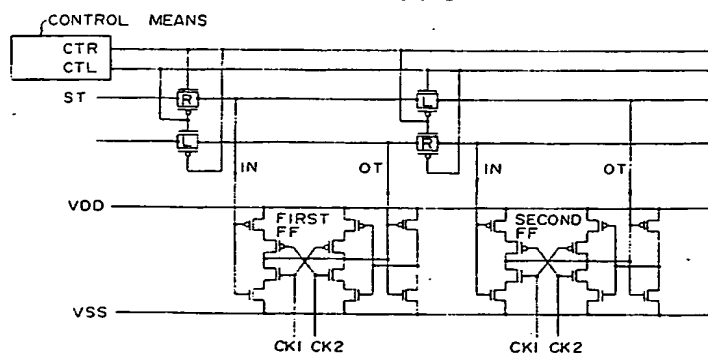 CONTROL MEANS
CTR
CTL
ST
R
L
L
R
IN
OT
IN
OT
VDD
FIRST FF
SECOND FF
VSS
CK1 CK2
CK1 CK2